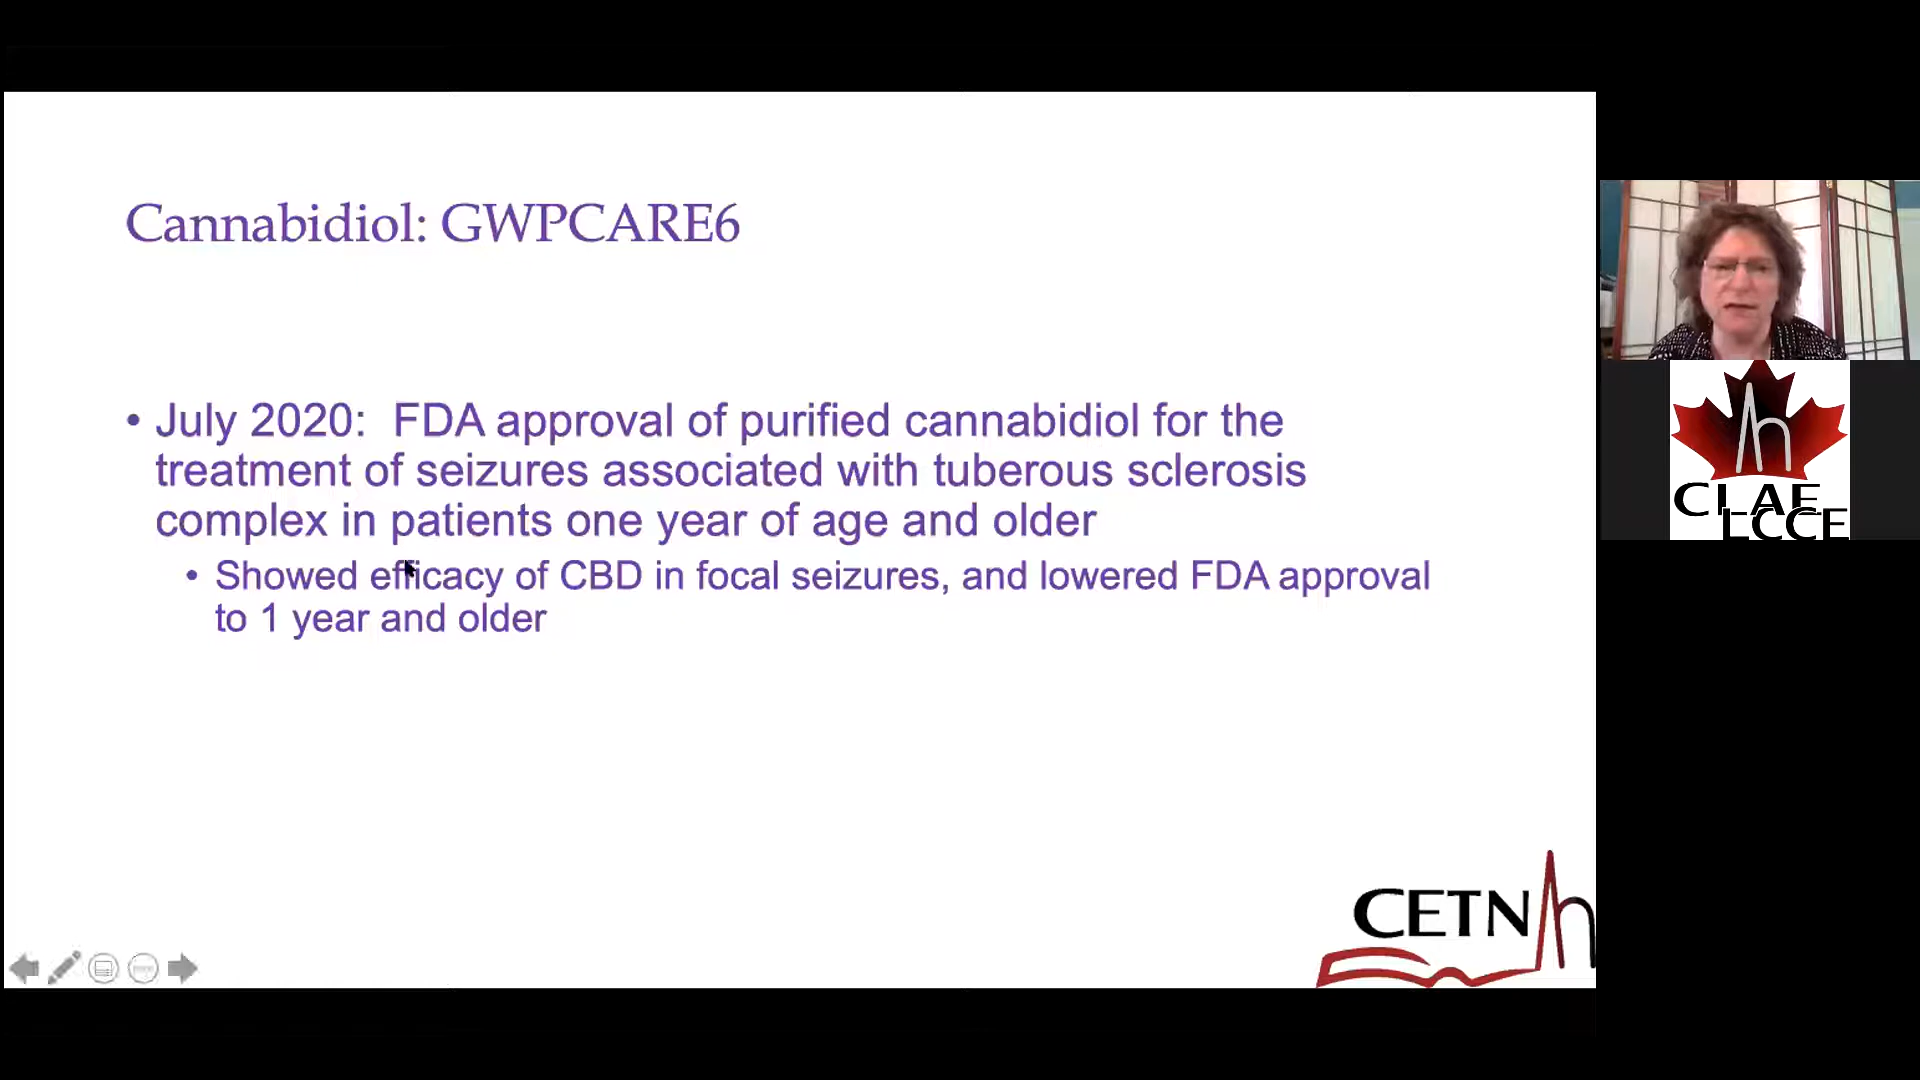 Cannabidiol: GWPCARE6
• July 2020: FDA approval of purified cannabidiol for the
treatment of seizures associated with tuberous sclerosis
complex in patients one year of age and older
• Showed efficacy of CBD in focal seizures, and lowered FDA approval
to 1 year and older
CETN
CLAE
LCCE